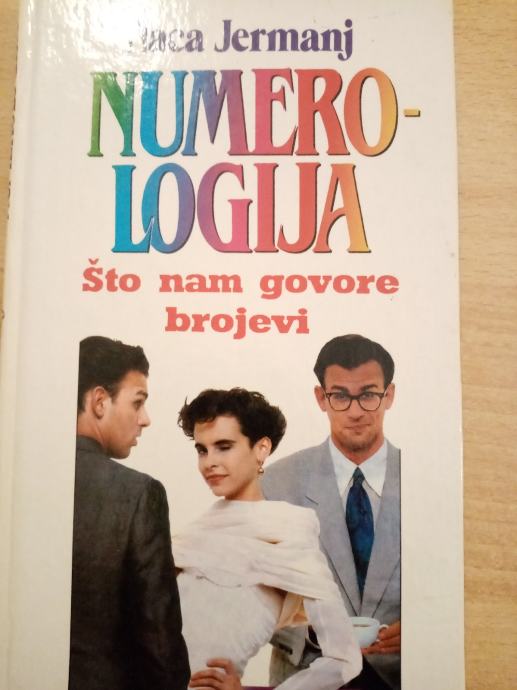 Jermanj
NUMERO-
LOGIJA
Što nam govore
brojevi